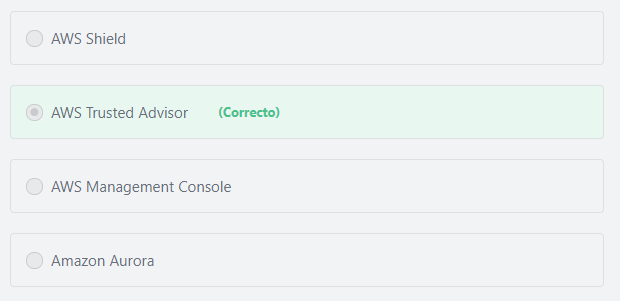 AWS Shield
AWS Trusted Advisor (Correcto)
AWS Management Console
Amazon Aurora